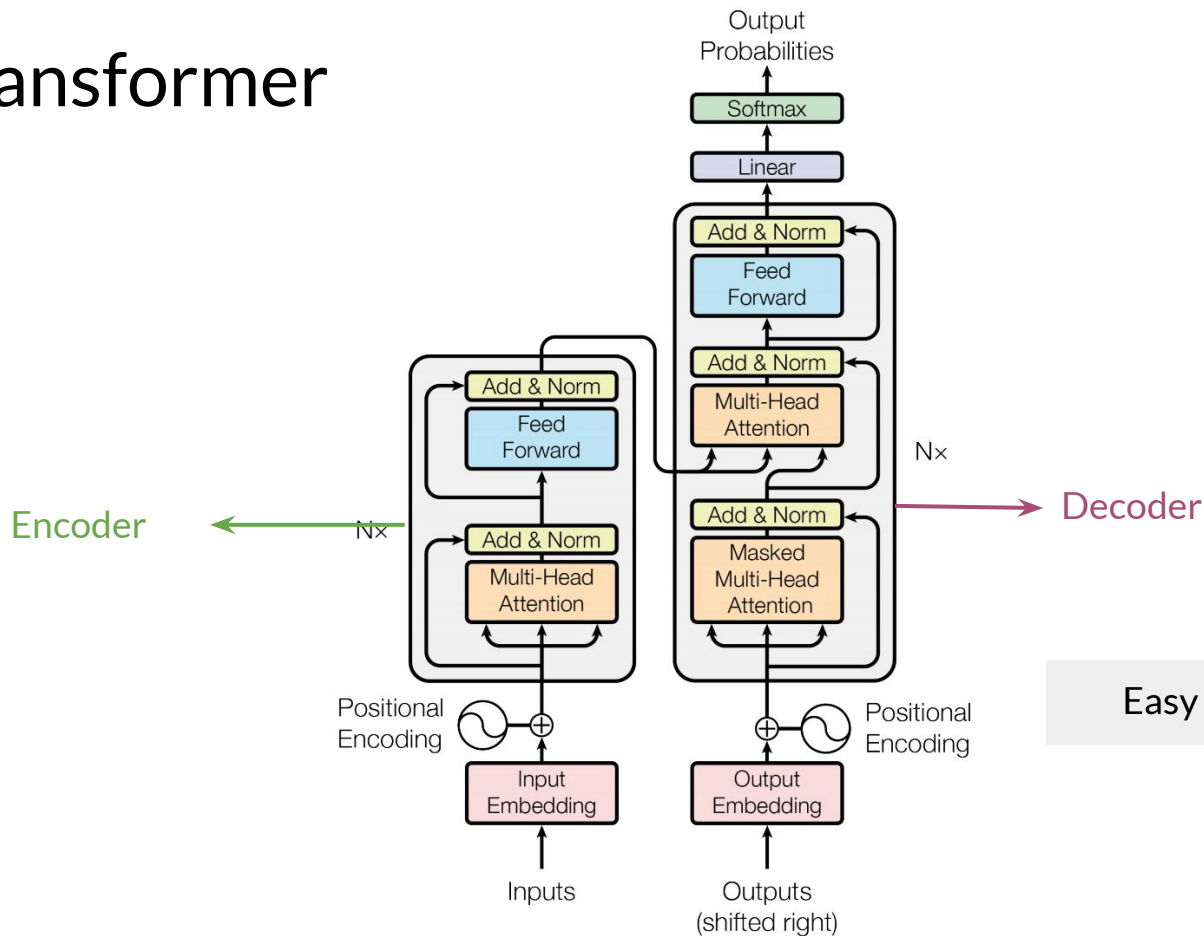 ansformer
Output
Probabilities
Softmax
Linear
Add & Norm
Feed
Forward
Add & Norm
Multi-Head
Attention
Nx
Add & Norm
Masked
Multi-Head
Attention
Decoder
Add & Norm
Feed
Forward
Encoder
Nx
Add & Norm
Multi-Head
Attention
Positional
Encoding
Positional
Encoding
Easy
Input
Embedding
Output
Embedding
Inputs
Outputs
(shifted right)